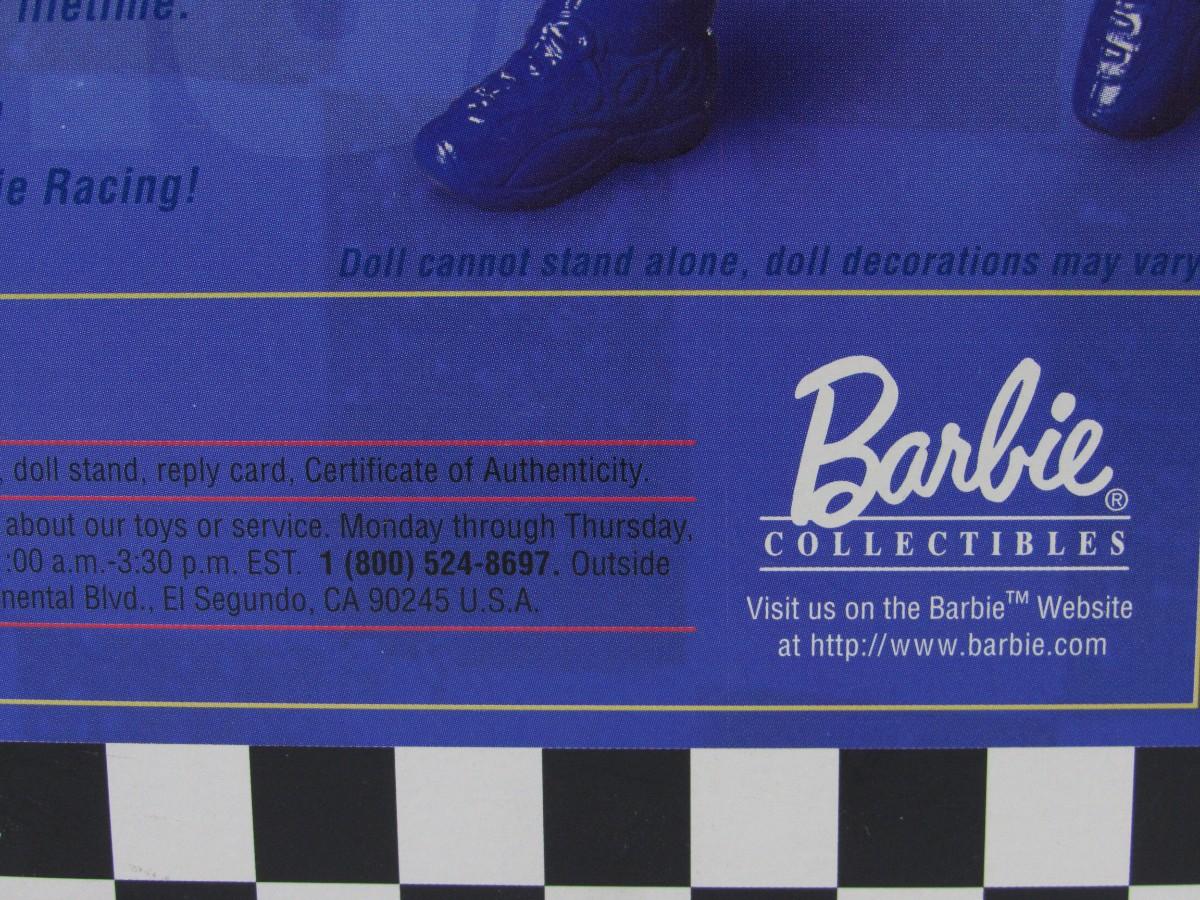 lifetime.
Racing!
Doll cannot stand alone, doll decorations may vary
, doll stand, reply card, Certificate of Authenticity.
about our toys or service. Monday through Thursday,
:00 a.m.-3:30 p.m. EST. 1 (800) 524-8697. Outside
nental Blvd., El Segundo, CA 90245 U.S.A.
Barbie®
COLLECTIBLES
Visit us on the Barbie™ Website
at http://www.barbie.com